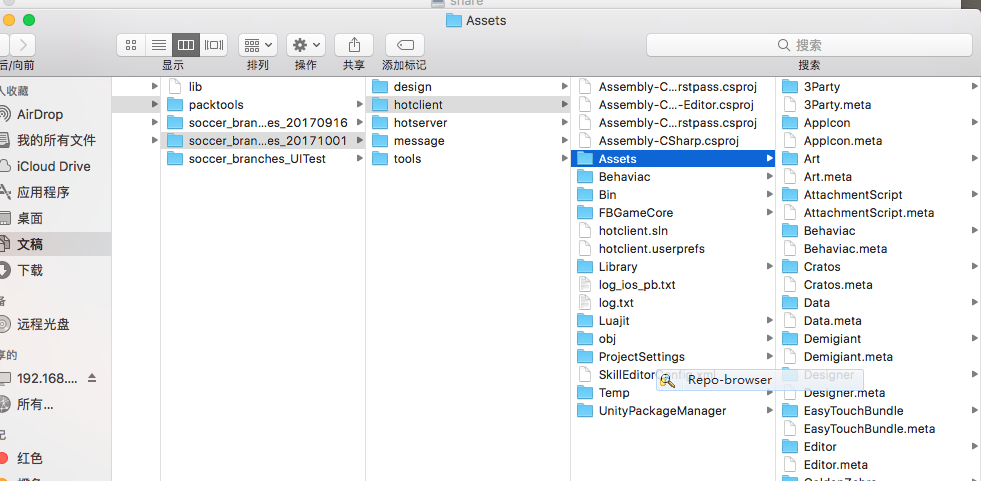 share
Assets
后/向前
显示
排列
操作
共享
添加标记
搜索
搜索
人收藏
AirDrop
我的所有文件
iCloud Drive
应用程序
桌面
文稿
下载
备
远程光盘
享的
192.168....
所有...
记
红色
橙色
lib
packtools
soccer_bran...es_20170916
soccer_bran...es_20171001
soccer_branches_UITest
design
hotclient
hotserver
message
tools
Assembly-C...rstpass.csproj
Assembly-C...-Editor.csproj
Assembly-C...rstpass.csproj
Assembly-CSharp.csproj
Assets
Behaviac
Bin
FBGameCore
hotclient.sln
hotclient.userprefs
Library
log_ios_pb.txt
log.txt
Luajit
obj
ProjectSettings
SkillEditorConfig.xml
Temp
UnityPackageManager
Repo-browser
3Party
3Party.meta
AppIcon
AppIcon.meta
Art
Art.meta
AttachmentScript
AttachmentScript.meta
Behaviac
Behaviac.meta
Cratos
Cratos.meta
Data
Data.meta
Demigiant
Demigiant.meta
Designer
Designer.meta
EasyTouchBundle
EasyTouchBundle.meta
Editor
Editor.meta